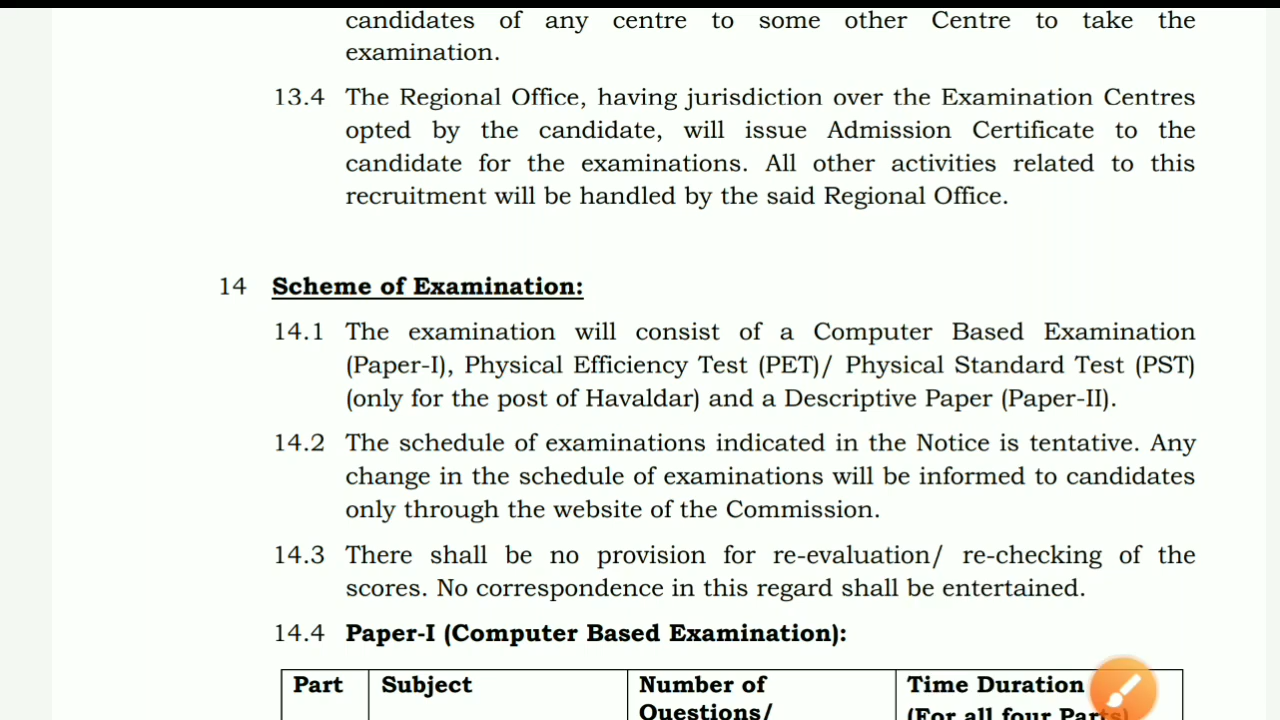 candidates of any centre to some other Centre to take the
examination.
13.4 The Regional Office, having jurisdiction over the Examination Centres
opted by the candidate, will issue Admission Certificate to the
candidate for the examinations. All other activities related to this
recruitment will be handled by the said Regional Office.
14 Scheme of Examination:
14.1 The examination will consist of a Computer Based Examination
(Paper-I), Physical Efficiency Test (PET)/ Physical Standard Test (PST)
(only for the post of Havaldar) and a Descriptive Paper (Paper-II).
14.2 The schedule of examinations indicated in the Notice is tentative. Any
change in the schedule of examinations will be informed to candidates
only through the website of the Commission.
14.3 There shall be no provision for re-evaluation/ re-checking of the
scores. No correspondence in this regard shall be entertained.
14.4 Paper-I (Computer Based Examination):
Part Subject Number of Time Duration
Questions/ (For all four Parts)